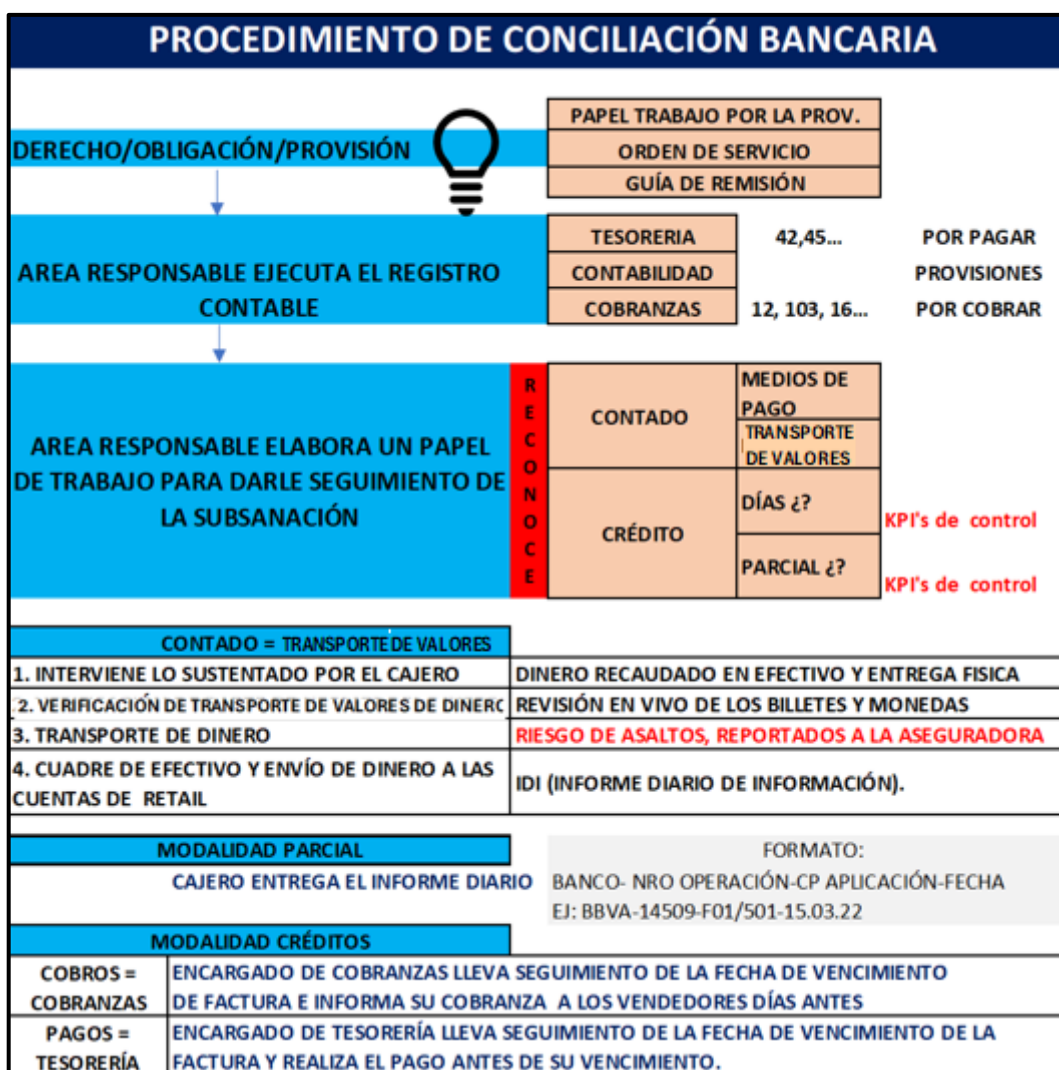 PROCEDIMIENTO DE CONCILIACIÓN BANCARIA
DERECHO/OBLIGACIÓN/PROVISIÓN
PAPEL TRABAJO POR LA PROV.
ORDEN DE SERVICIO
GUÍA DE REMISIÓN
AREA RESPONSABLE EJECUTA EL REGISTRO
CONTABLE
TESORERIA 42,45... POR PAGAR
CONTABILIDAD PROVISIONES
COBRANZAS 12, 103, 16... POR COBRAR
AREA RESPONSABLE ELABORA UN PAPEL
DE TRABAJO PARA DARLE SEGUIMIENTO DE
LA SUBSANACIÓN
RECONOCE
CONTADO
MEDIOS DE
PAGO
TRANSPORTE
DE VALORES
CRÉDITO
DÍAS ¿?
KPI's de control
PARCIAL ¿?
KPI's de control
CONTADO = TRANSPORTE DE VALORES
1. INTERVIENE LO SUSTENTADO POR EL CAJERO
DINERO RECAUDADO EN EFECTIVO Y ENTREGA FISICA
2. VERIFICACIÓN DE TRANSPORTE DE VALORES DE DINERO
REVISIÓN EN VIVO DE LOS BILLETES Y MONEDAS
3. TRANSPORTE DE DINERO
RIESGO DE ASALTOS, REPORTADOS A LA ASEGURADORA
4. CUADRE DE EFECTIVO Y ENVÍO DE DINERO A LAS
CUENTAS DE RETAIL
IDI (INFORME DIARIO DE INFORMACIÓN).
MODALIDAD PARCIAL
CAJERO ENTREGA EL INFORME DIARIO
FORMATO:
BANCO- NRO OPERACIÓN-CP APLICACIÓN-FECHA
EJ: BBVA-14509-F01/501-15.03.22
MODALIDAD CRÉDITOS
COBROS =
COBRANZAS
ENCARGADO DE COBRANZAS LLEVA SEGUIMIENTO DE LA FECHA DE VENCIMIENTO
DE FACTURA E INFORMA SU COBRANZA A LOS VENDEDORES DÍAS ANTES
PAGOS =
TESORERÍA
ENCARGADO DE TESORERÍA LLEVA SEGUIMIENTO DE LA FECHA DE VENCIMIENTO DE LA
FACTURA Y REALIZA EL PAGO ANTES DE SU VENCIMIENTO.